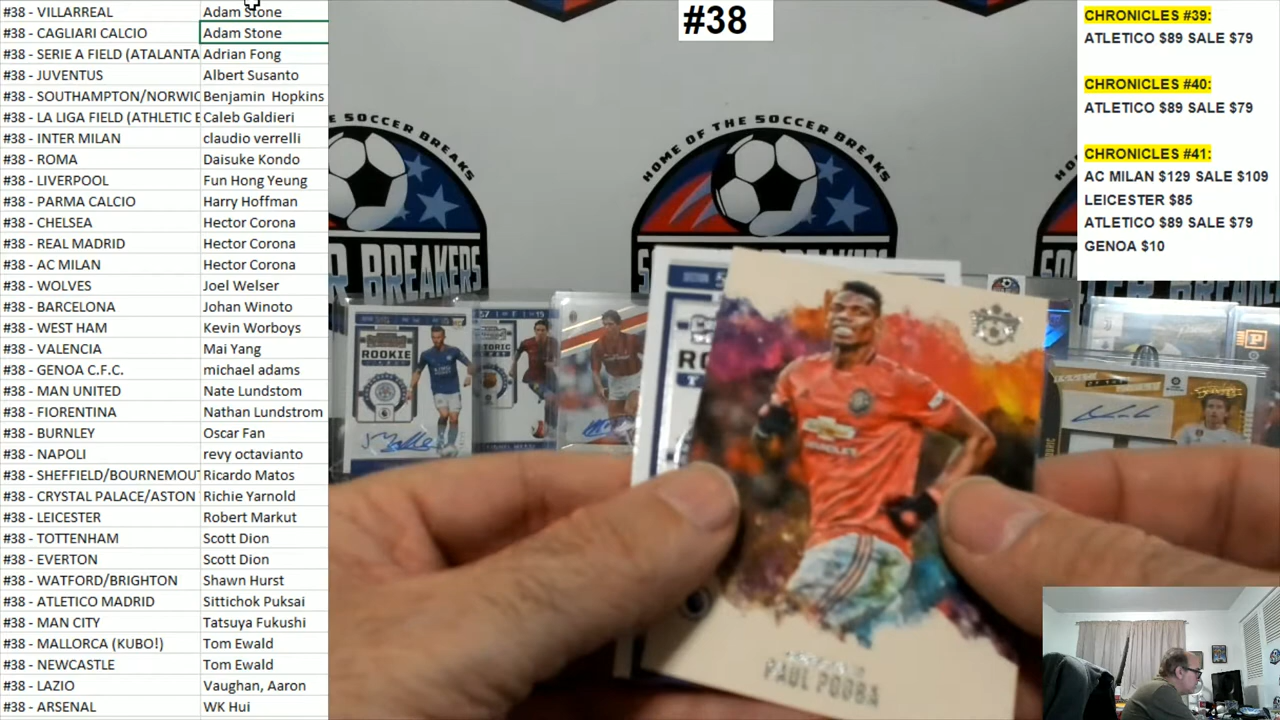 #38 - VILLARREAL Adam Stone
#38 - CAGLIARI CALCIO Adam Stone
#38 - SERIE A FIELD (ATALANTA Adrian Fong
#38 - JUVENTUS Albert Susanto
#38 - SOUTHAMPTON/NORWIC Benjamin Hopkins
#38 - LA LIGA FIELD (ATHLETIC B Caleb Galdieri
#38 - INTER MILAN claudio verrelli
#38 - ROMA Daisuke Kondo
#38 - LIVERPOOL Fun Hong Yeung
#38 - PARMA CALCIO Harry Hoffman
#38 - CHELSEA Hector Corona
#38 - REAL MADRID Hector Corona
#38 - AC MILAN Hector Corona
#38 - WOLVES Joel Welser
#38 - BARCELONA Johan Winoto
#38 - WEST HAM Kevin Worboys
#38 - VALENCIA Mai Yang
#38 - GENOA C.F.C. michael adams
#38 - MAN UNITED Nate Lundstom
#38 - FIORENTINA Nathan Lundstrom
#38 - BURNLEY Oscar Fan
#38 - NAPOLI revy octavianto
#38 - SHEFFIELD/BOURNEMOUT Ricardo Matos
#38 - CRYSTAL PALACE/ASTON Richie Yarnold
#38 - LEICESTER Robert Markut
#38 - TOTTENHAM Scott Dion
#38 - EVERTON Scott Dion
#38 - WATFORD/BRIGHTON Shawn Hurst
#38 - ATLETICO MADRID Sittichok Puksai
#38 - MAN CITY Tatsuya Fukushi
#38 - MALLORCA (KUBO!) Tom Ewald
#38 - NEWCASTLE Tom Ewald
#38 - LAZIO Vaughan, Aaron
#38 - ARSENAL WK Hui
#38
HOME OF THE SOCCER BREAKS
BREAKERS
ROOKIE
CHEVROLET
PAUL POGBA
CHRONICLES #39:
ATLETICO $89 SALE $79
CHRONICLES #40:
ATLETICO $89 SALE $79
CHRONICLES #41:
AC MILAN $129 SALE $109
LEICESTER $85
ATLETICO $89 SALE $79
GENOA $10